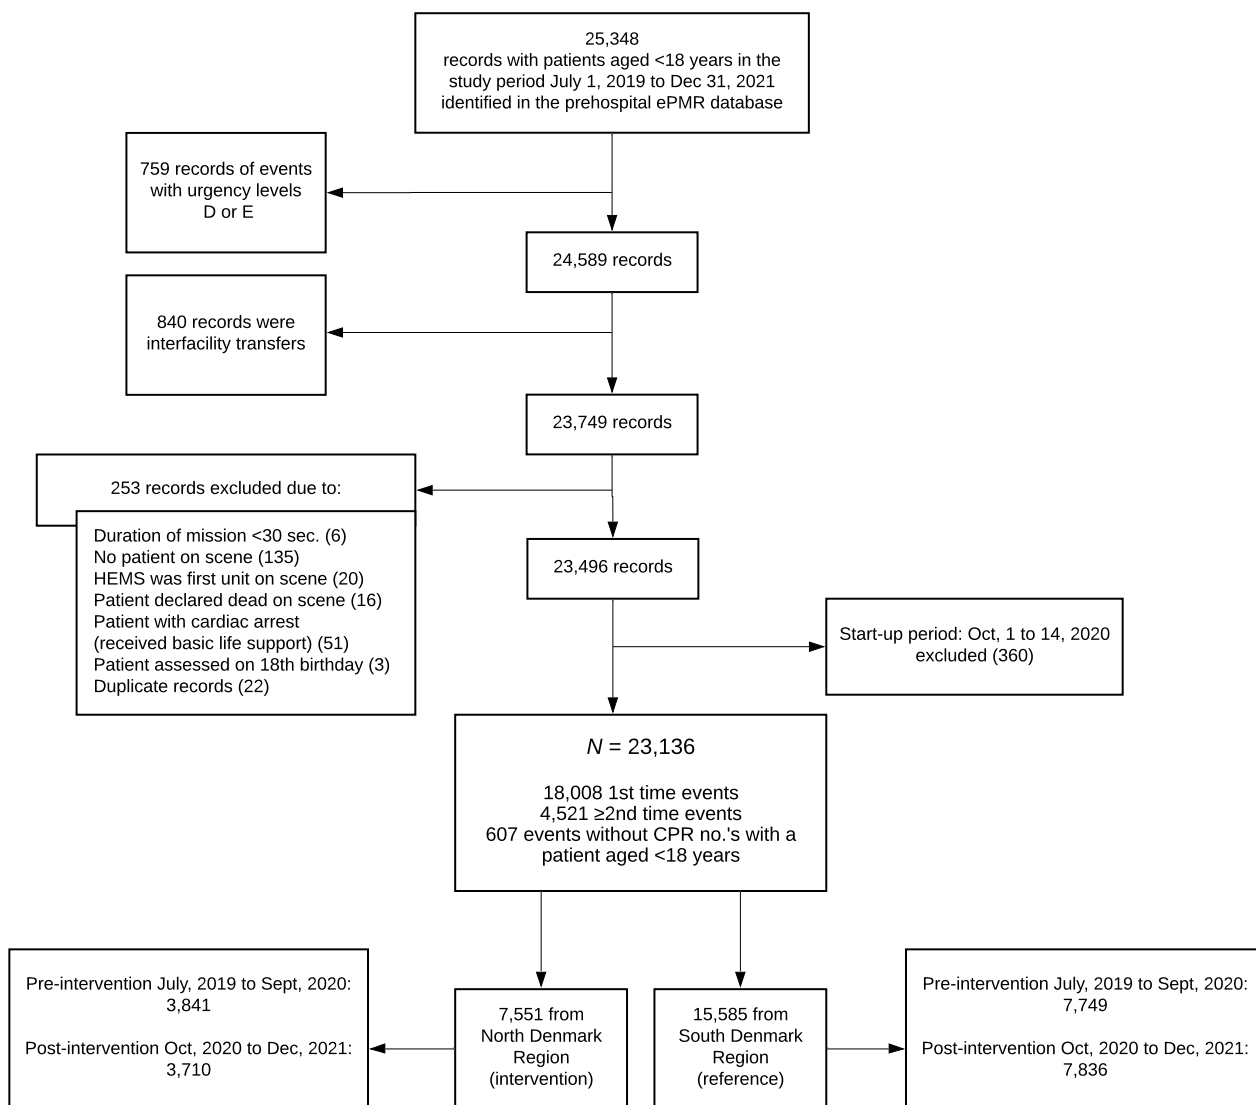 25,348
records with patients aged <18 years in the
study period July 1, 2019 to Dec 31, 2021
identified in the prehospital ePMR database
759 records of events
with urgency levels
D or E
24,589 records
840 records were
interfacility transfers
23,749 records
253 records excluded due to:
Duration of mission <30 sec. (6)
No patient on scene (135)
HEMS was first unit on scene (20)
Patient declared dead on scene (16)
Patient with cardiac arrest
(received basic life support) (51)
Patient assessed on 18th birthday (3)
Duplicate records (22)
23,496 records
Start-up period: Oct, 1 to 14, 2020
excluded (360)
N = 23,136
18,008 1st time events
4,521 ≥2nd time events
607 events without CPR no.'s with a
patient aged <18 years
Pre-intervention July, 2019 to Sept, 2020:
3,841
Post-intervention Oct, 2020 to Dec, 2021:
3,710
7,551 from
North Denmark
Region
(intervention)
15,585 from
South Denmark
Region
(reference)
Pre-intervention July, 2019 to Sept, 2020:
7,749
Post-intervention Oct, 2020 to Dec, 2021:
7,836